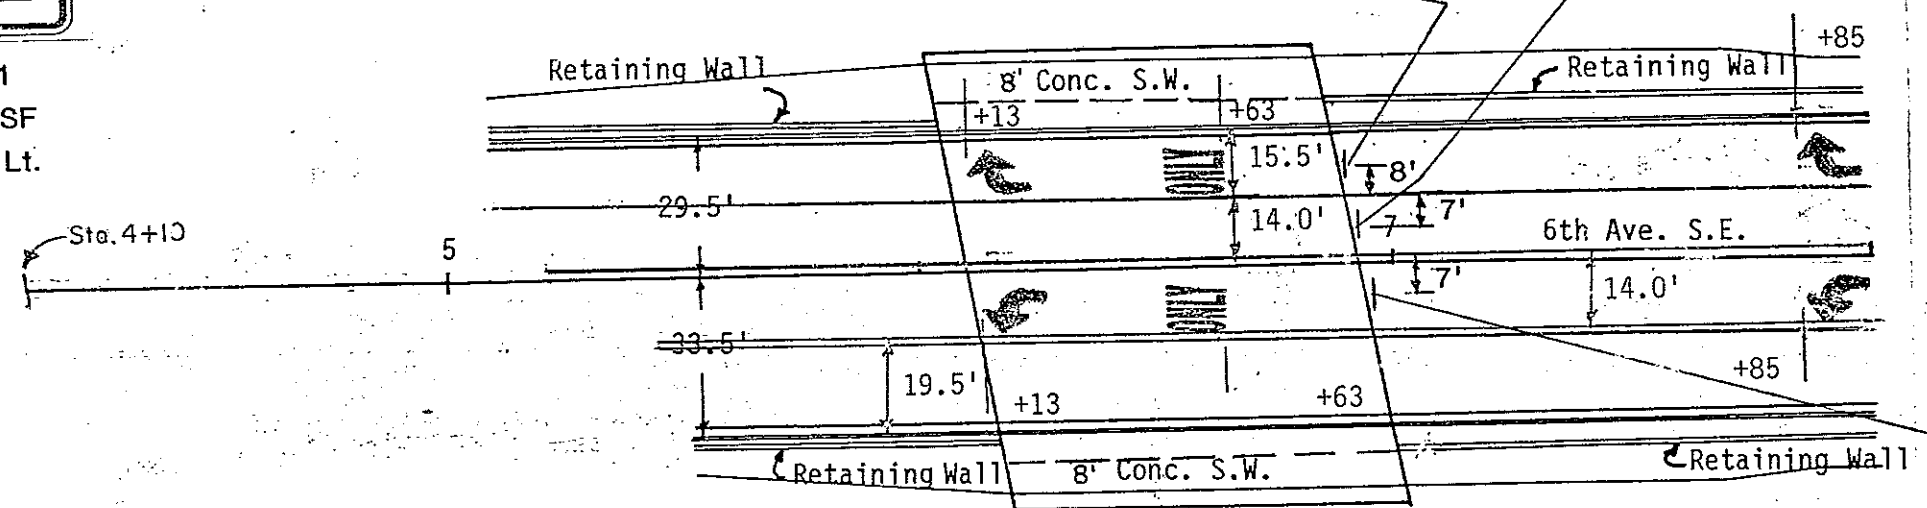 1
SF
Lt.
+85
Retaining Wall
8' Conc. S.W.
Retaining Wall
+13
+63
15.5'
8'
ONLY
29.5'
14.0'
7'
7
6th Ave. S.E.
Sta. 4+10
5
7'
14.0'
ONLY
33.5'
19.5'
+85
+13
+63
Retaining Wall
8' Conc. S.W.
Retaining Wall